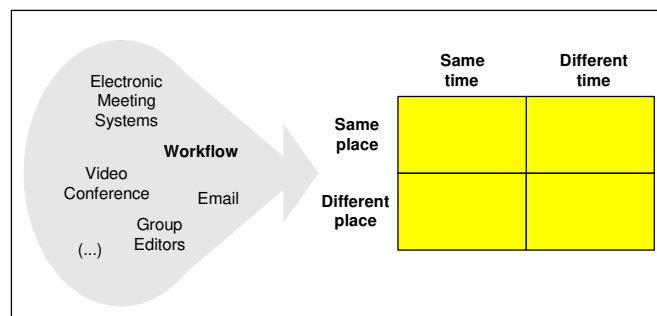 Electronic
Meeting
Systems
Workflow
Video
Conference
Email
Group
Editors
(...)
Same
time
Different
time
Same
place
Different
place